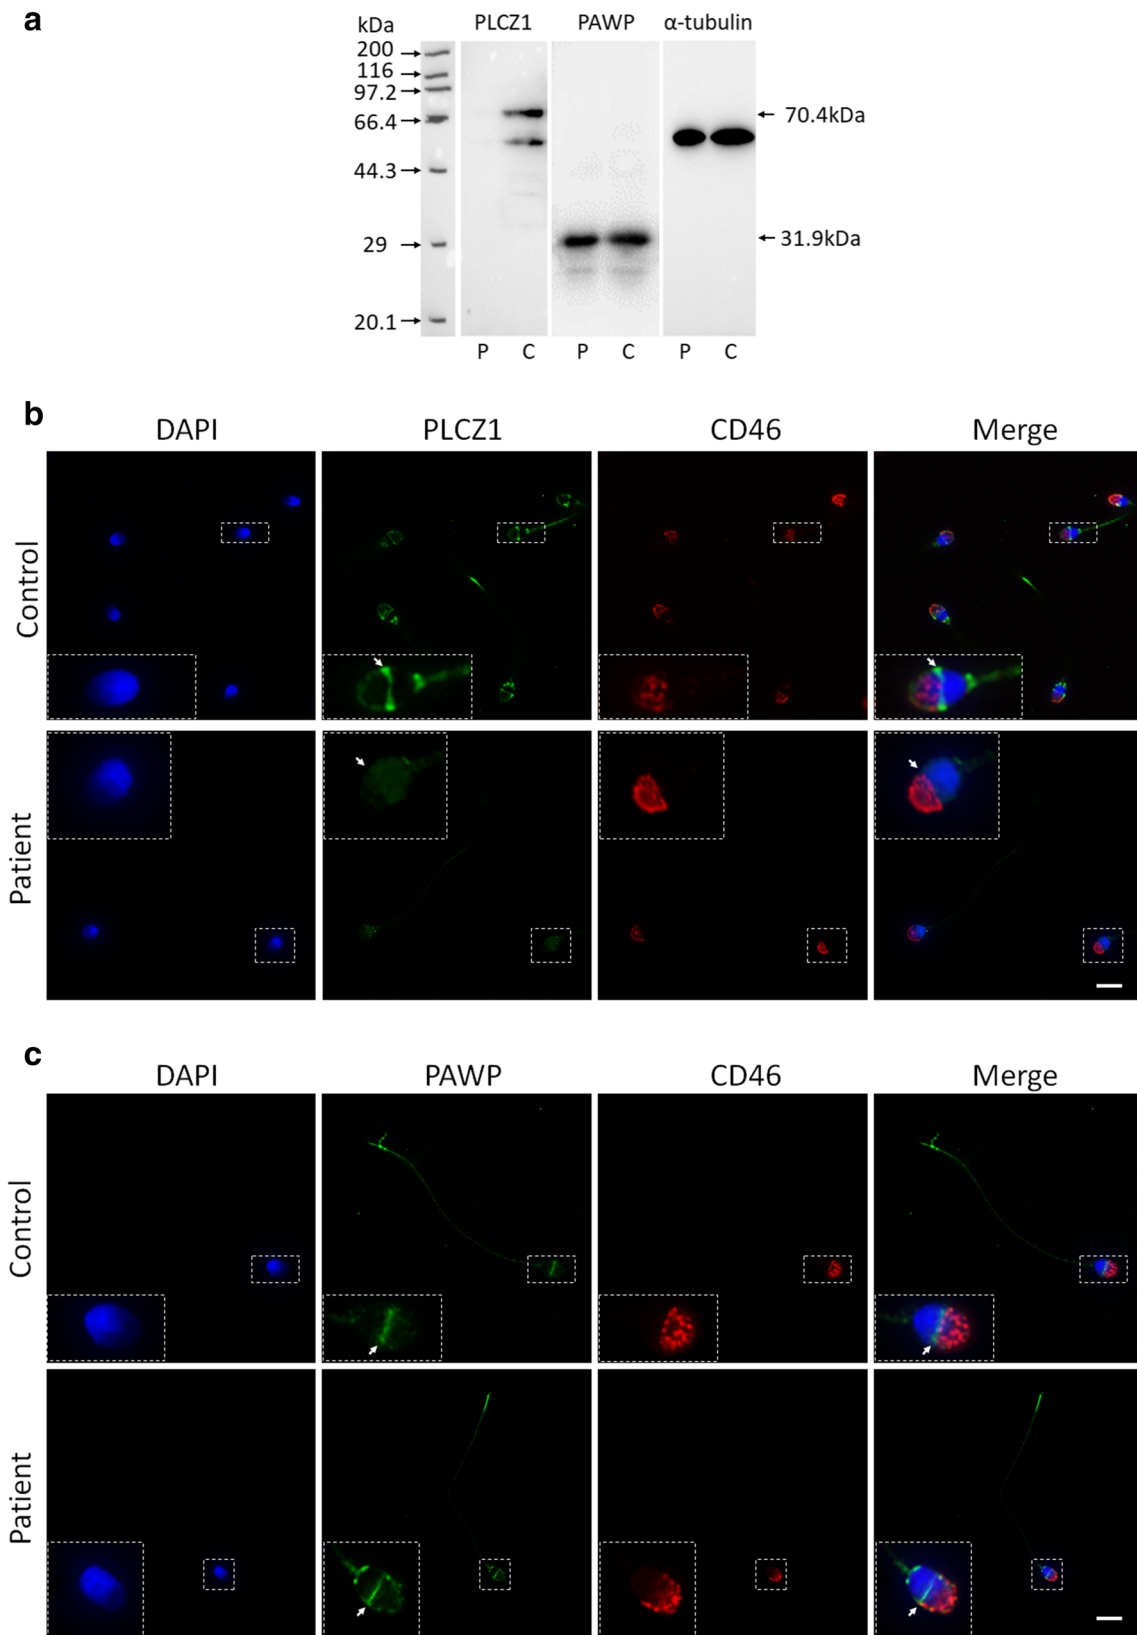 a
kDa PLCZ1 PAWP α-tubulin
200
116
97.2
70.4kDa
66.4
44.3
31.9kDa
29
20.1
P C P C P C
b
DAPI PLCZ1 CD46 Merge
Control
Patient
c
DAPI PAWP CD46 Merge
Control
Patient